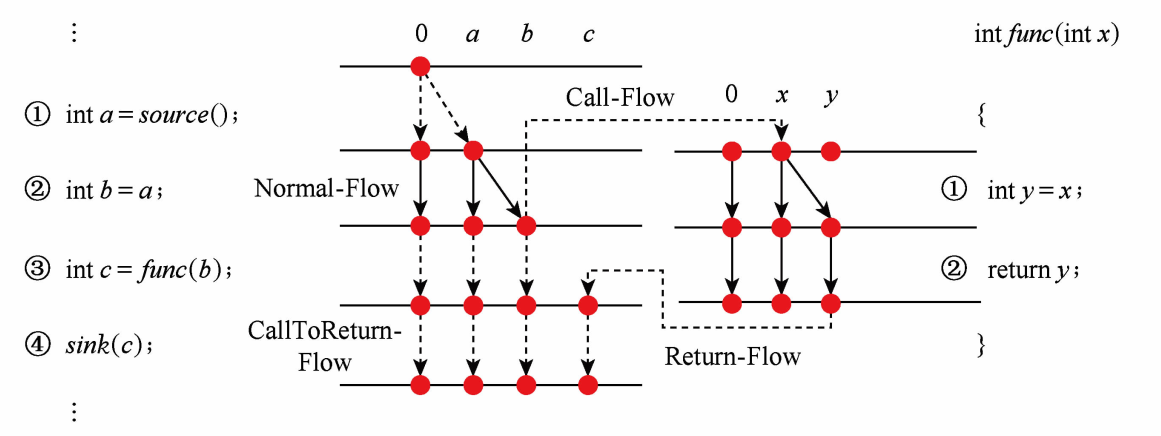 ⋮
① int a = source();
② int b = a;
③ int c = func(b);
④ sink(c);
⋮
0 a b c
Normal-Flow
CallToReturn-
Flow
Call-Flow
0 x y
Return-Flow
int func(int x)
{
① int y = x;
② return y;
}